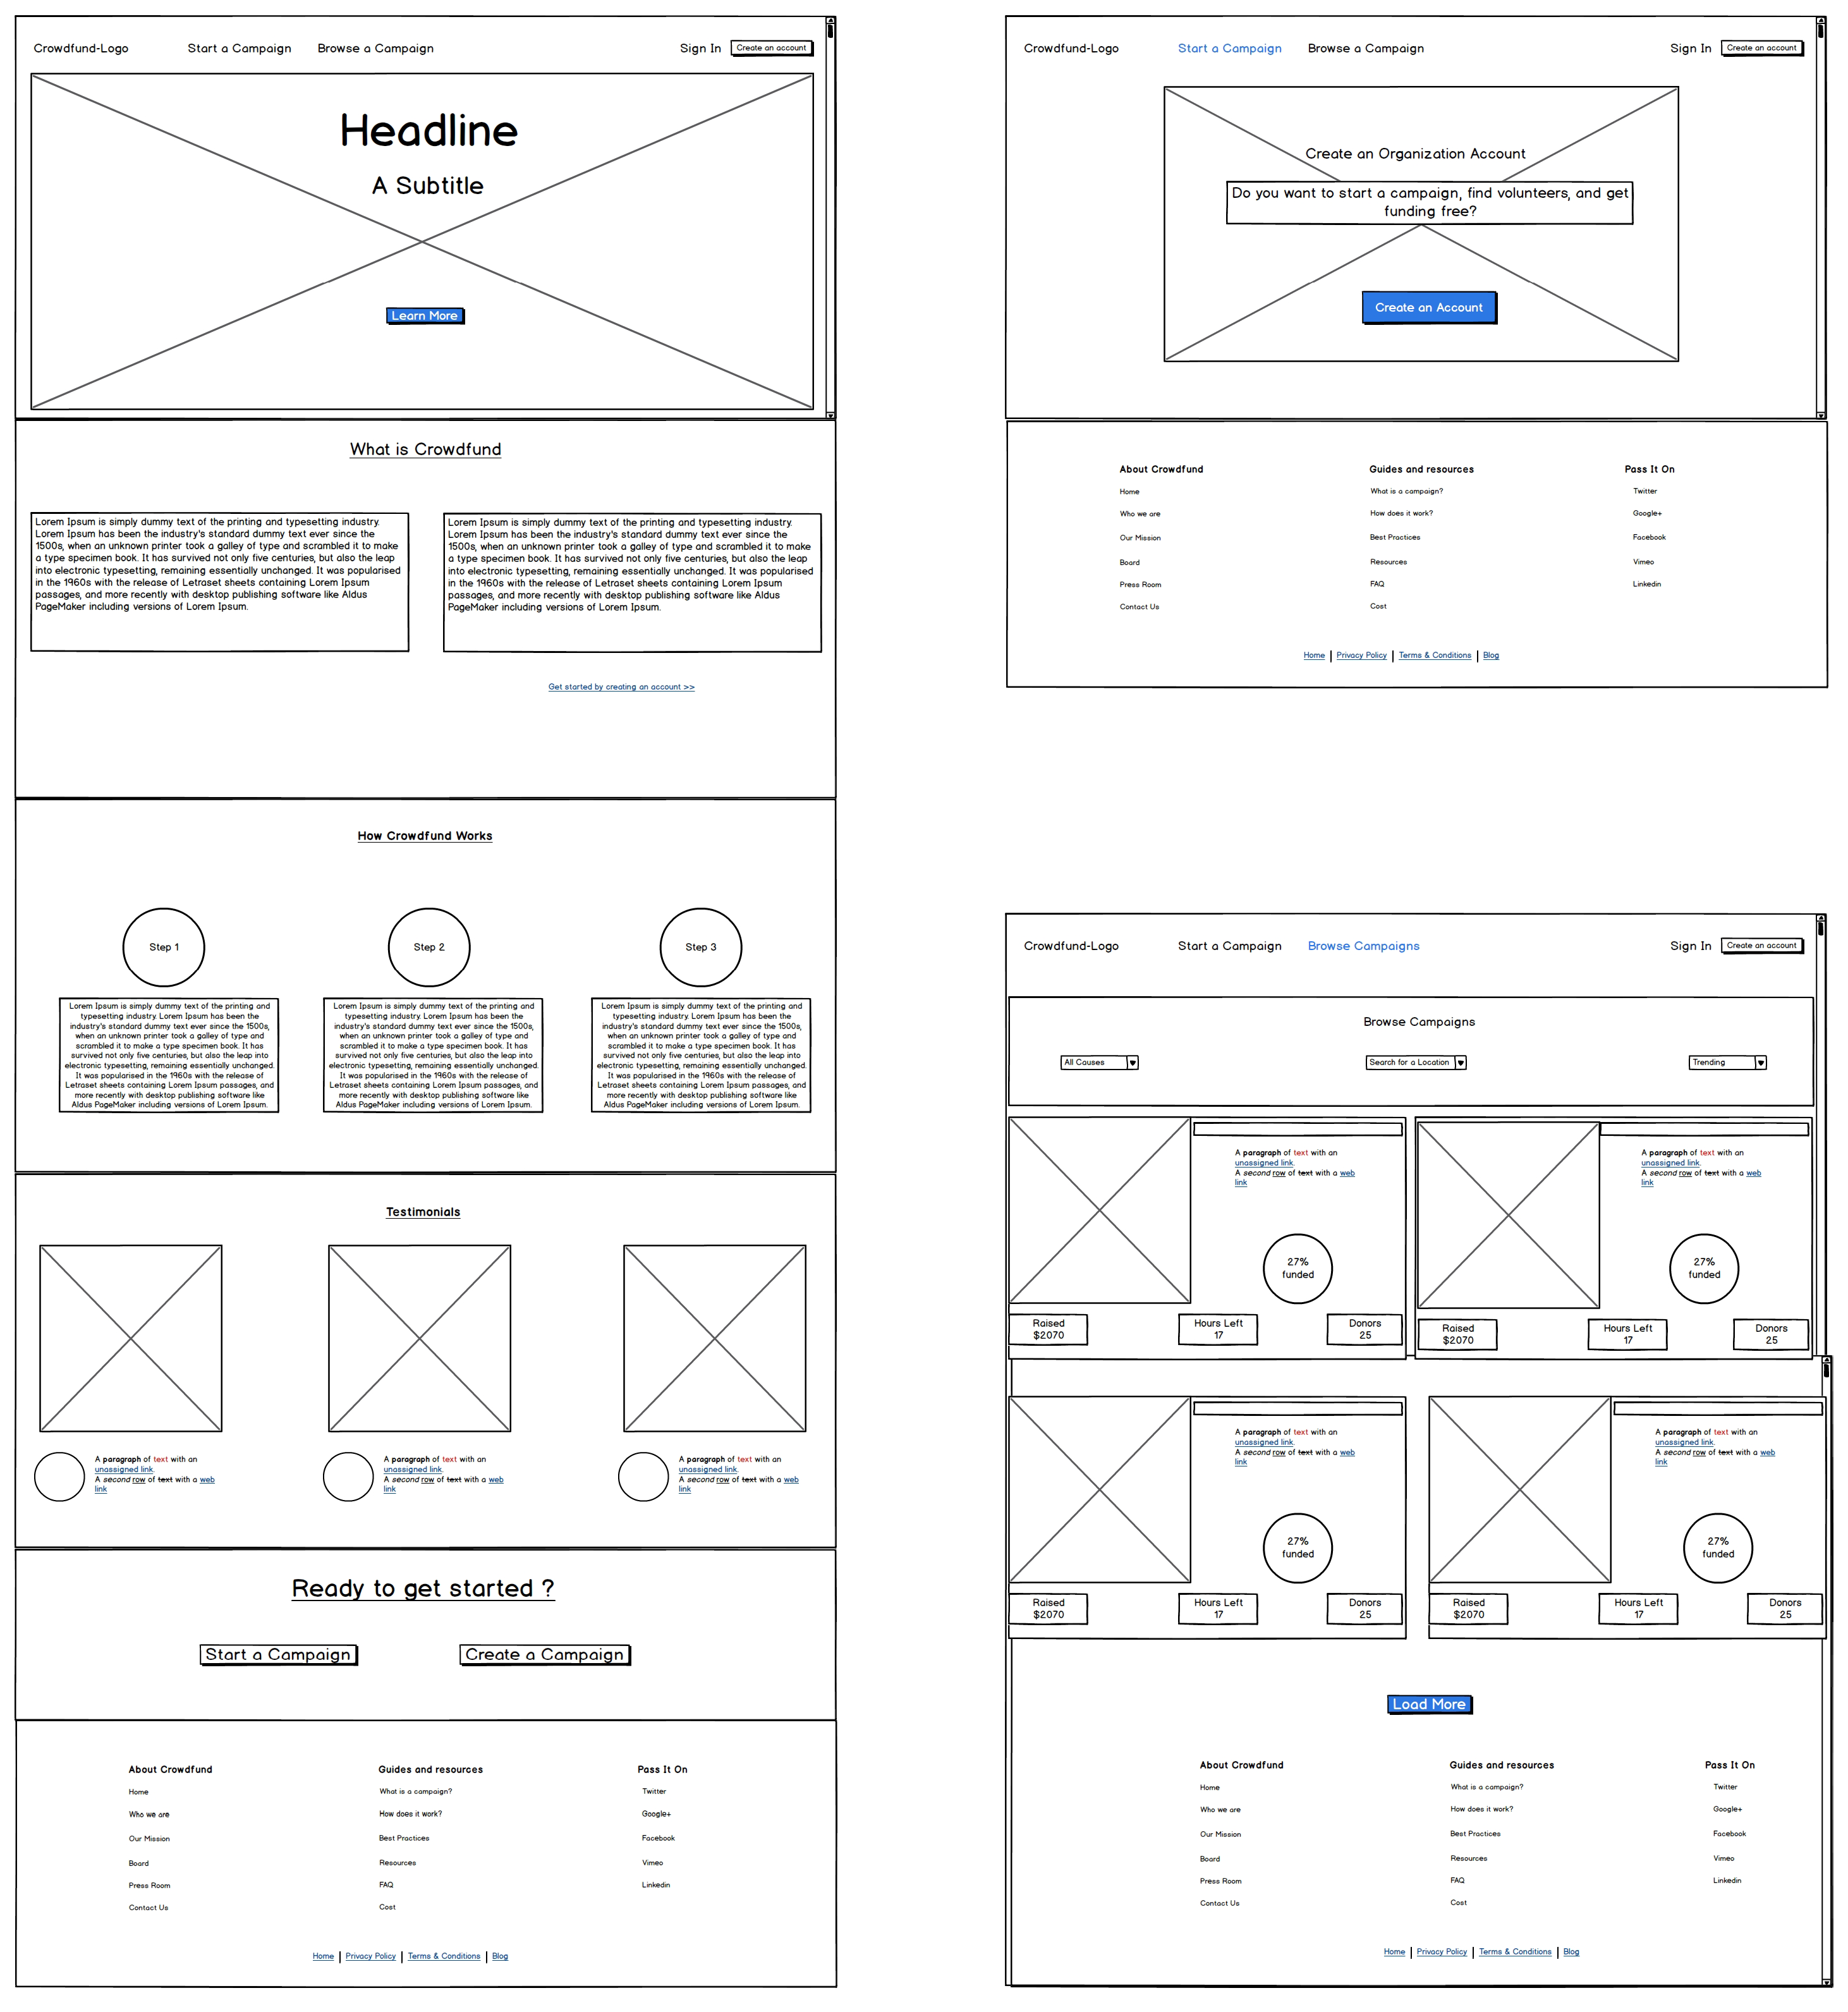 Crowdfund-Logo
Start a Campaign
Browse a Campaign
Sign In
Create an account
Headline
A Subtitle
Learn More
What is Crowdfund
Lorem Ipsum is simply dummy text of the printing and typesetting industry.
Lorem Ipsum has been the industry's standard dummy text ever since the
1500s, when an unknown printer took a galley of type and scrambled it to make
a type specimen book. It has survived not only five centuries, but also the leap
into electronic typesetting, remaining essentially unchanged. It was popularised
in the 1960s with the release of Letraset sheets containing Lorem Ipsum
passages, and more recently with desktop publishing software like Aldus
PageMaker including versions of Lorem Ipsum.
Lorem Ipsum is simply dummy text of the printing and typesetting industry.
Lorem Ipsum has been the industry's standard dummy text ever since the
1500s, when an unknown printer took a galley of type and scrambled it to make
a type specimen book. It has survived not only five centuries, but also the leap
into electronic typesetting, remaining essentially unchanged. It was popularised
in the 1960s with the release of Letraset sheets containing Lorem Ipsum
passages, and more recently with desktop publishing software like Aldus
PageMaker including versions of Lorem Ipsum.
Get started by creating an account >>
How Crowdfund Works
Step 1
Lorem Ipsum is simply dummy text of the printing and
typesetting industry. Lorem Ipsum has been the
industry's standard dummy text ever since the 1500s,
when an unknown printer took a galley of type and
scrambled it to make a type specimen book. It has
survived not only five centuries, but also the leap into
electronic typesetting, remaining essentially unchanged.
It was popularised in the 1960s with the release of
Letraset sheets containing Lorem Ipsum passages, and
more recently with desktop publishing software like
Aldus PageMaker including versions of Lorem Ipsum.
Step 2
Lorem Ipsum is simply dummy text of the printing and
typesetting industry. Lorem Ipsum has been the
industry's standard dummy text ever since the 1500s,
when an unknown printer took a galley of type and
scrambled it to make a type specimen book. It has
survived not only five centuries, but also the leap into
electronic typesetting, remaining essentially unchanged.
It was popularised in the 1960s with the release of
Letraset sheets containing Lorem Ipsum passages, and
more recently with desktop publishing software like
Aldus PageMaker including versions of Lorem Ipsum.
Step 3
Lorem Ipsum is simply dummy text of the printing and
typesetting industry. Lorem Ipsum has been the
industry's standard dummy text ever since the 1500s,
when an unknown printer took a galley of type and
scrambled it to make a type specimen book. It has
survived not only five centuries, but also the leap into
electronic typesetting, remaining essentially unchanged.
It was popularised in the 1960s with the release of
Letraset sheets containing Lorem Ipsum passages, and
more recently with desktop publishing software like
Aldus PageMaker including versions of Lorem Ipsum.
Testimonials
A paragraph of text with an
unassigned link.
A second row of text with a web
link
A paragraph of text with an
unassigned link.
A second row of text with a web
link
A paragraph of text with an
unassigned link.
A second row of text with a web
link
Ready to get started ?
Start a Campaign
Create a Campaign
About Crowdfund
Home
Who we are
Our Mission
Board
Press Room
Contact Us
Guides and resources
What is a campaign?
How does it work?
Best Practices
Resources
FAQ
Cost
Pass It On
Twitter
Google+
Facebook
Vimeo
Linkedin
Home | Privacy Policy | Terms & Conditions | Blog
Crowdfund-Logo
Start a Campaign
Browse a Campaign
Sign In
Create an account
Create an Organization Account
Do you want to start a campaign, find volunteers, and get
funding free?
Create an Account
About Crowdfund
Home
Who we are
Our Mission
Board
Press Room
Contact Us
Guides and resources
What is a campaign?
How does it work?
Best Practices
Resources
FAQ
Cost
Pass It On
Twitter
Google+
Facebook
Vimeo
Linkedin
Home | Privacy Policy | Terms & Conditions | Blog
Crowdfund-Logo
Start a Campaign
Browse Campaigns
Sign In
Create an account
Browse Campaigns
All Causes
Search for a Location
Trending
A paragraph of text with an
unassigned link.
A second row of text with a web
link
27%
funded
Raised
$2070
Hours Left
17
Donors
25
A paragraph of text with an
unassigned link.
A second row of text with a web
link
27%
funded
Raised
$2070
Hours Left
17
Donors
25
A paragraph of text with an
unassigned link.
A second row of text with a web
link
27%
funded
Raised
$2070
Hours Left
17
Donors
25
A paragraph of text with an
unassigned link.
A second row of text with a web
link
27%
funded
Raised
$2070
Hours Left
17
Donors
25
Load More
About Crowdfund
Home
Who we are
Our Mission
Board
Press Room
Contact Us
Guides and resources
What is a campaign?
How does it work?
Best Practices
Resources
FAQ
Cost
Pass It On
Twitter
Google+
Facebook
Vimeo
Linkedin
Home | Privacy Policy | Terms & Conditions | Blog